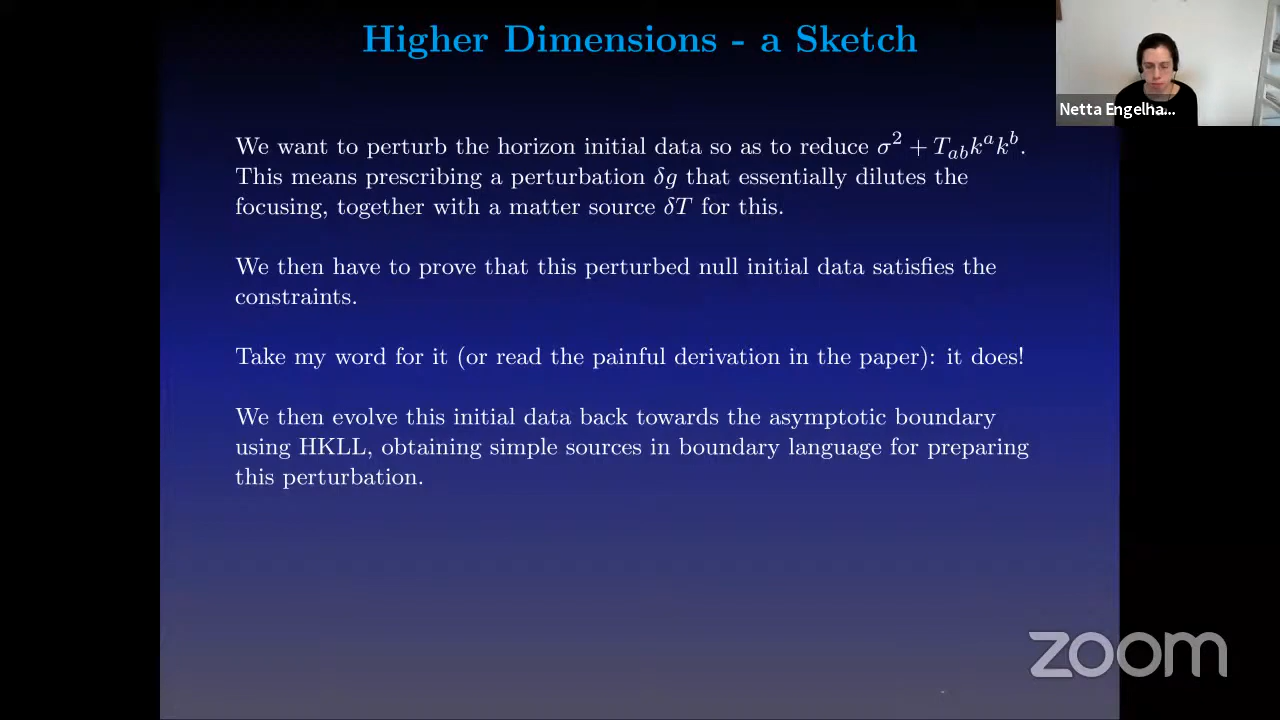 Higher Dimensions - a Sketch
Netta Engelha...
We want to perturb the horizon initial data so as to reduce σ² + T_{ab}k^ak^b.
This means prescribing a perturbation δg that essentially dilutes the
focusing, together with a matter source δT for this.
We then have to prove that this perturbed null initial data satisfies the
constraints.
Take my word for it (or read the painful derivation in the paper): it does!
We then evolve this initial data back towards the asymptotic boundary
using HKLL, obtaining simple sources in boundary language for preparing
this perturbation.
zoom